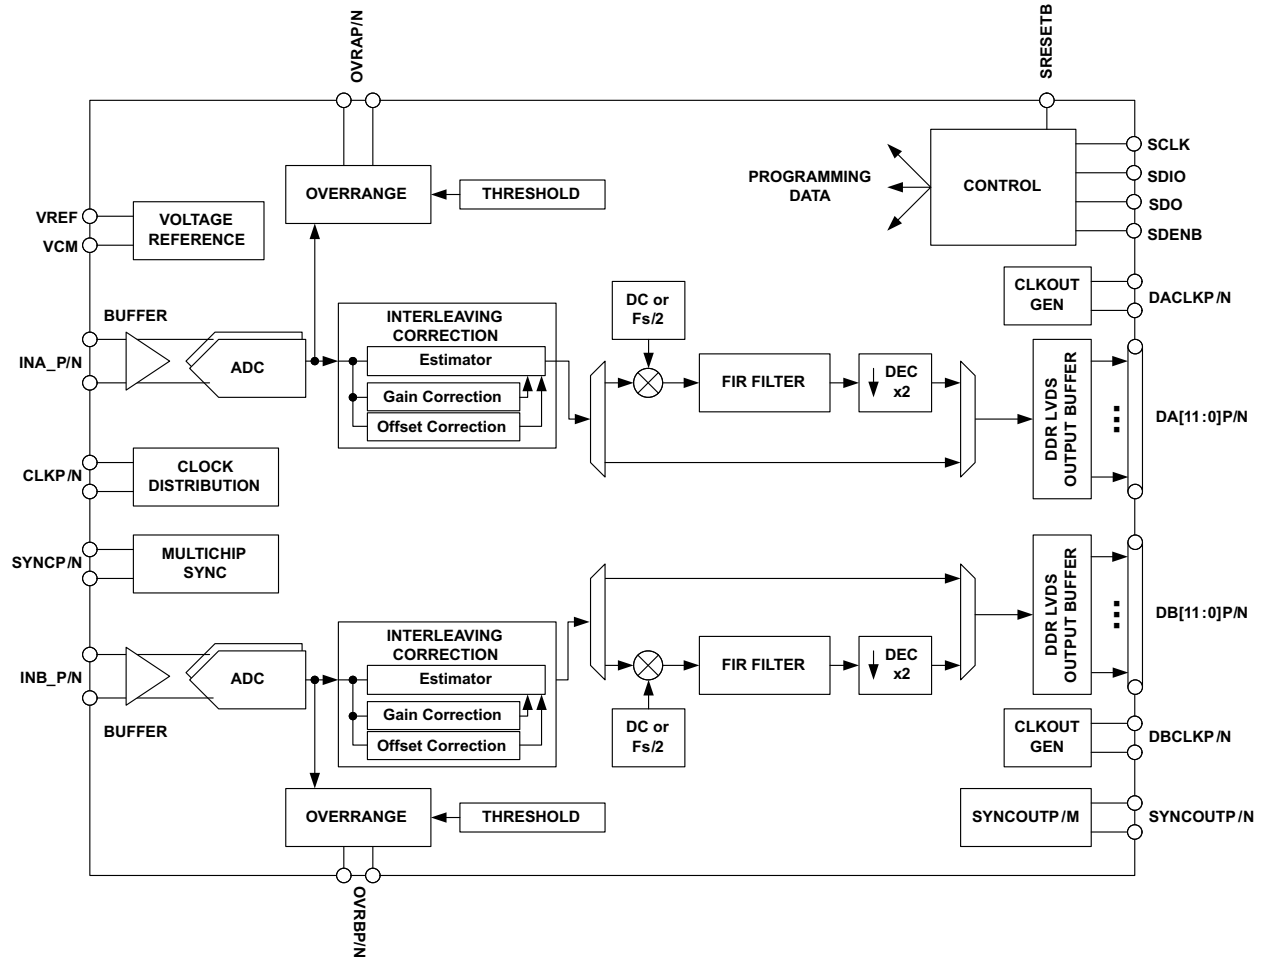 OVRAP/N
SRESETB
SCLK
SDIO
SDO
SDENB
CONTROL
PROGRAMMING
DATA
OVERRANGE
THRESHOLD
VREF
VCM
VOLTAGE
REFERENCE
CLKOUT
GEN
DACLKP/N
BUFFER
INA_P/N
ADC
INTERLEAVING
CORRECTION
Estimator
Gain Correction
Offset Correction
DC or
Fs/2
FIR FILTER
DEC
x2
DDR LVDS
OUTPUT BUFFER
DA[11:0]P/N
CLKP/N
CLOCK
DISTRIBUTION
SYNCP/N
MULTICHIP
SYNC
INB_P/N
ADC
BUFFER
INTERLEAVING
CORRECTION
Estimator
Gain Correction
Offset Correction
FIR FILTER
DEC
x2
DC or
Fs/2
DDR LVDS
OUTPUT BUFFER
DB[11:0]P/N
CLKOUT
GEN
DBCLKP/N
OVERRANGE
THRESHOLD
SYNCOUTP/M
SYNCOUTP/N
OVRBP/N